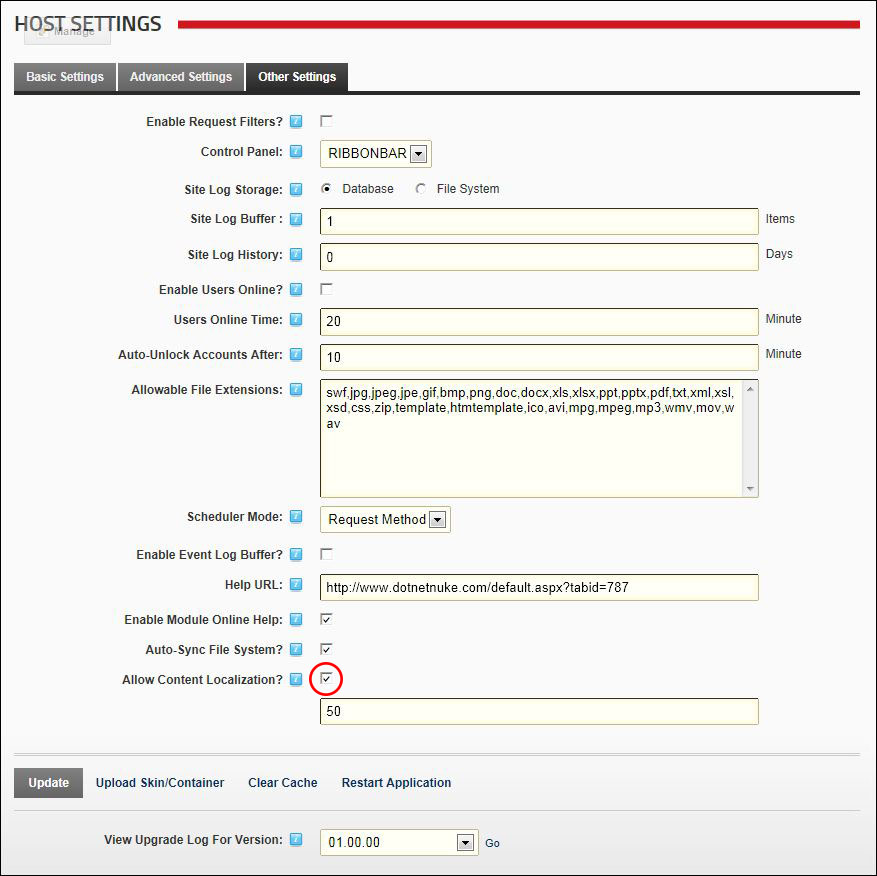 HOST SETTINGS
Manage
Basic Settings Advanced Settings Other Settings
Enable Request Filters?
Control Panel: RIBBONBAR
Site Log Storage: Database File System
Site Log Buffer : 1 Items
Site Log History: 0 Days
Enable Users Online?
Users Online Time: 20 Minute
Auto-Unlock Accounts After: 10 Minute
Allowable File Extensions: swf,jpg,jpeg,jpe,gif,bmp,png,doc,docx,xls,xlsx,ppt,pptx,pdf,txt,xml,xsl,
xsd,css,zip,template,htmtemplate,ico,avi,mpg,mpeg,mp3,wmv,mov,w
av
Scheduler Mode: Request Method
Enable Event Log Buffer?
Help URL: http://www.dotnetnuke.com/default.aspx?tabid=787
Enable Module Online Help:
Auto-Sync File System?
Allow Content Localization?
50
Update Upload Skin/Container Clear Cache Restart Application
View Upgrade Log For Version: 01.00.00 Go